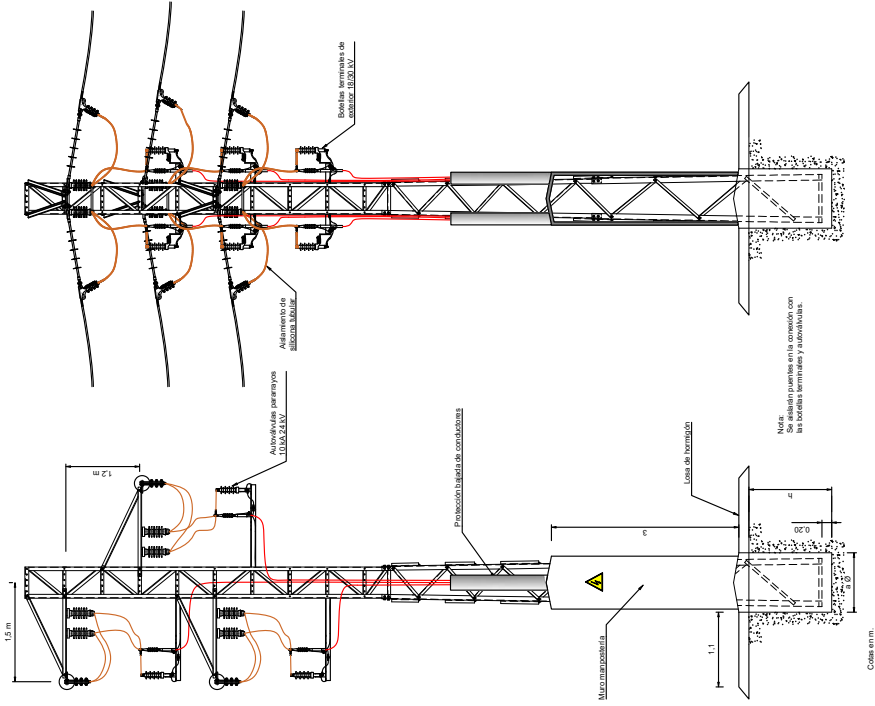 Botellas terminales de
exterior 18/30 kV
Aislamiento de
silicona tubular
Autoválvulas pararrayos
10 kA 24 kV
1,2 m
1,5 m
Protección bajada de conductores
Losa de hormigón
Muro mampostería
Nota:
Se aislarán puentes en la conexión con
las botellas terminales y autoválvulas.
3
h
0,20
a Ø
1,1
Cotas en m.